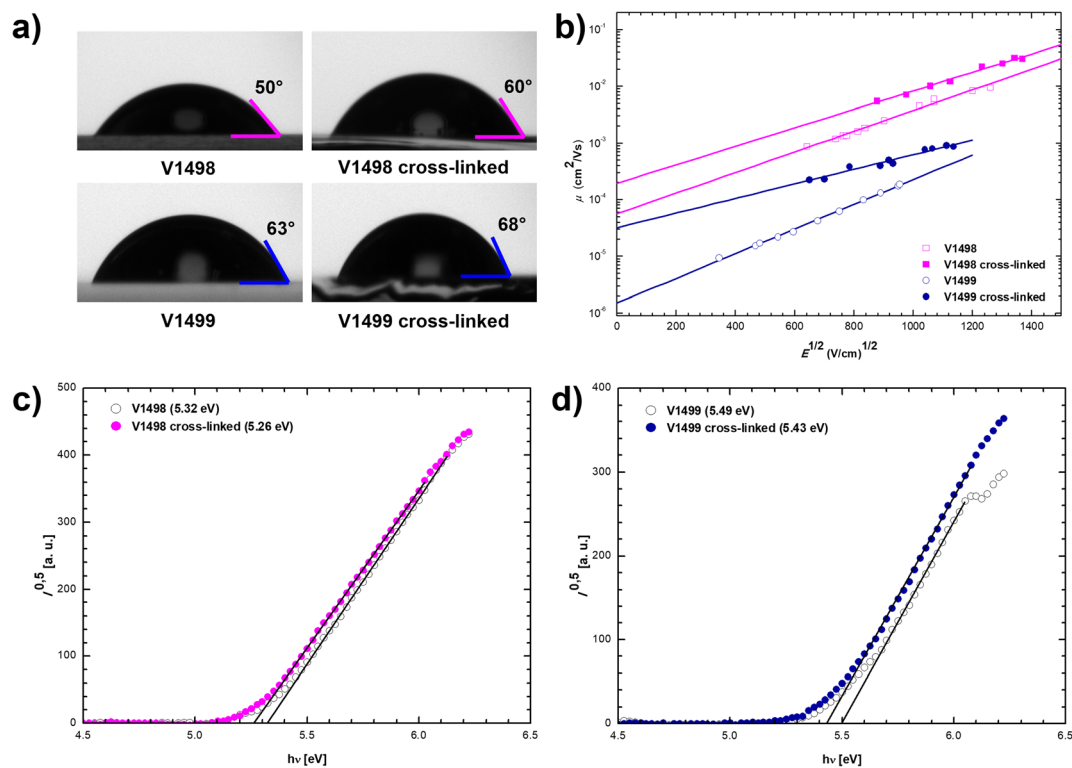 a)
50°
60°
V1498
V1498 cross-linked
63°
68°
V1499
V1499 cross-linked
b)
10⁻¹
10⁻²
10⁻³
10⁻⁴
10⁻⁵
10⁻⁶
μ (cm²/Vs)
V1498
V1498 cross-linked
V1499
V1499 cross-linked
0 200 400 600 800 1000 1200 1400
E^1/2 (V/cm)^1/2
c)
500
400
300
200
100
0
I^0,5 [a. u.]
V1498 (5.32 eV)
V1498 cross-linked (5.26 eV)
4.5 5.0 5.5 6.0 6.5
hν [eV]
d)
400
300
200
100
0
I^0,5 [a. u.]
V1499 (5.49 eV)
V1499 cross-linked (5.43 eV)
4.5 5.0 5.5 6.0 6.5
hν [eV]